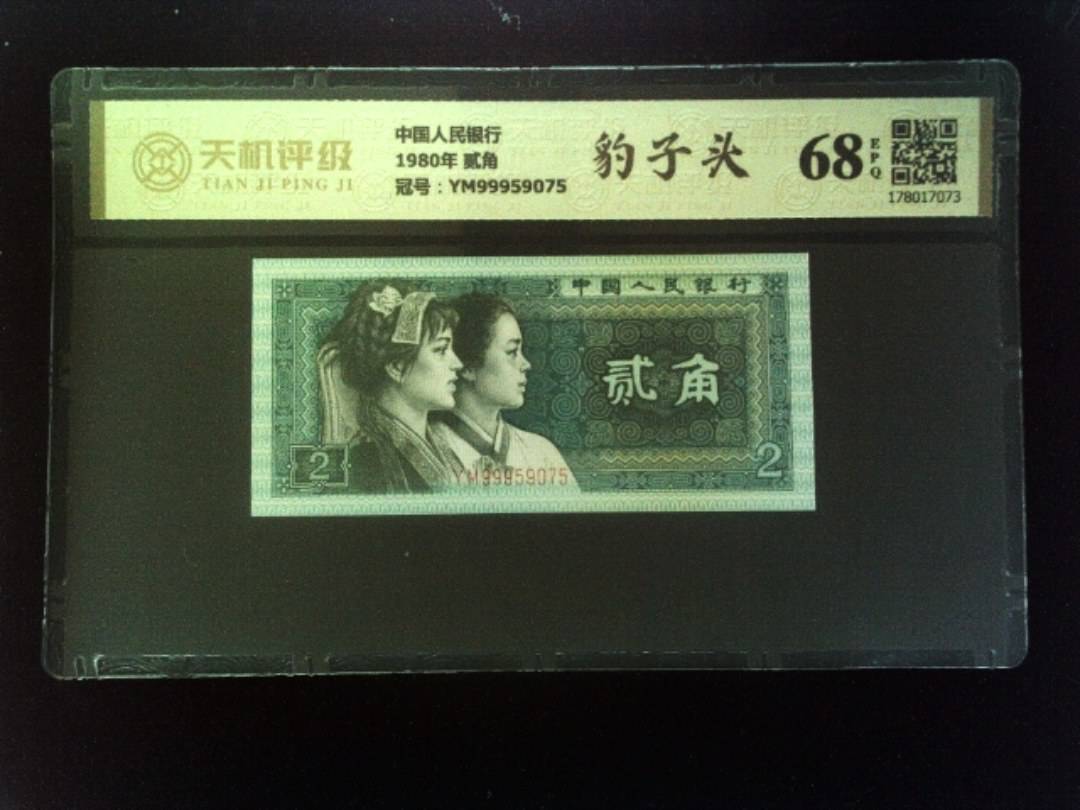 天机评级
TIAN JI PING JI
中国人民银行
1980年 贰角
冠号：YM99959075
豹子头
68
EPQ
178017073
中国人民银行
贰角
2
2
YM99959075